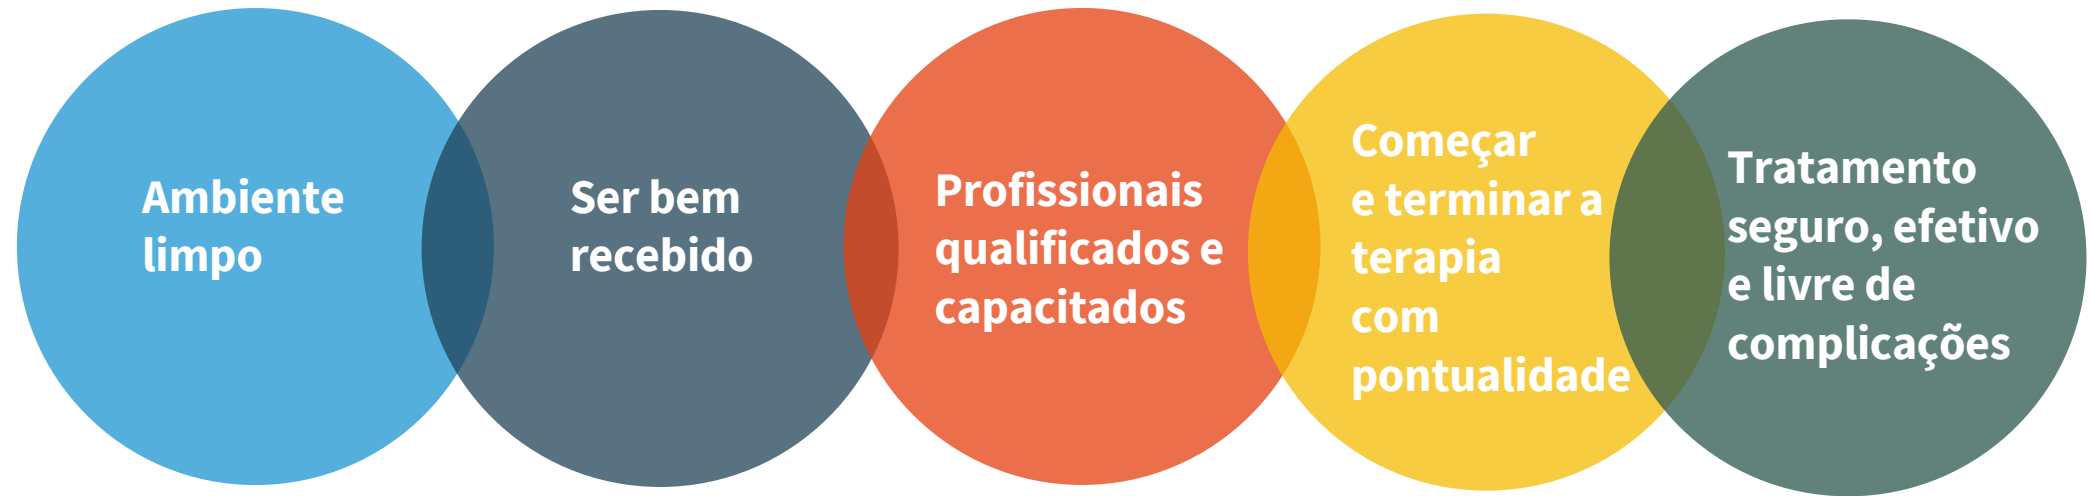 Ambiente
limpo
Ser bem
recebido
Profissionais
qualificados e
capacitados
Começar
e terminar a
terapia
com
pontualidade
Tratamento
seguro, efetivo
e livre de
complicações